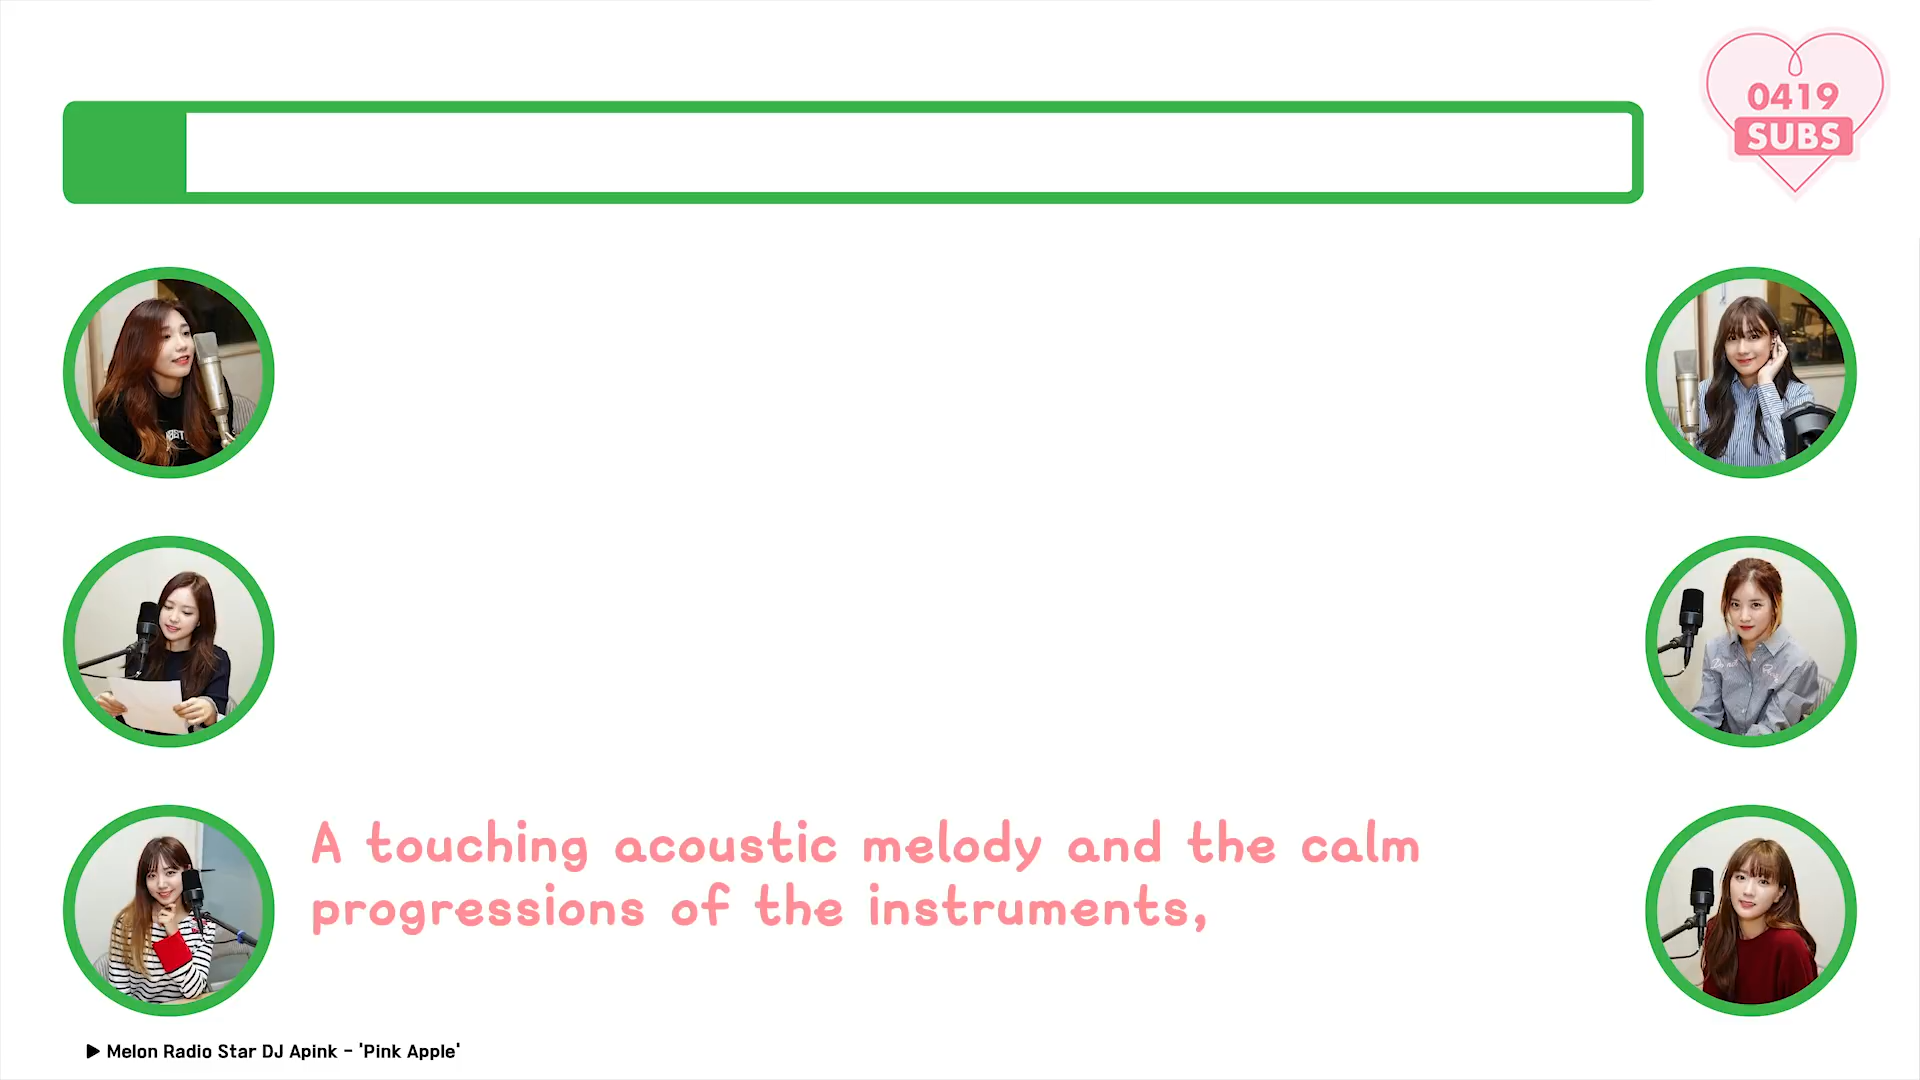 0419
SUBS
A touching acoustic melody and the calm
progressions of the instruments,
▶ Melon Radio Star DJ Apink - 'Pink Apple'